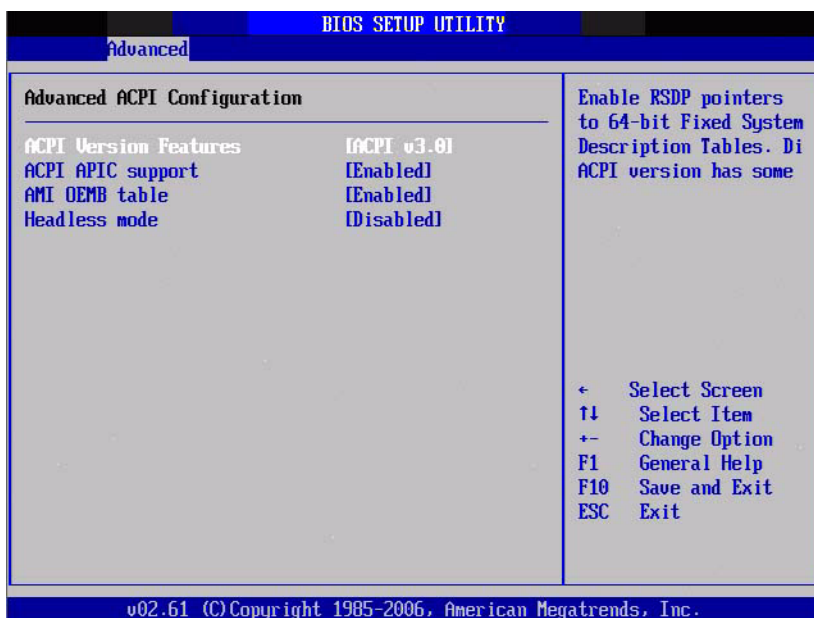 BIOS SETUP UTILITY
Advanced
Advanced ACPI Configuration
ACPI Version Features [ACPI v3.0]
ACPI APIC support [Enabled]
AMI OEMB table [Enabled]
Headless mode [Disabled]
Enable RSDP pointers
to 64-bit Fixed System
Description Tables. Di
ACPI version has some
← Select Screen
↑↓ Select Item
+- Change Option
F1 General Help
F10 Save and Exit
ESC Exit
v02.61 (C)Copyright 1985-2006, American Megatrends, Inc.